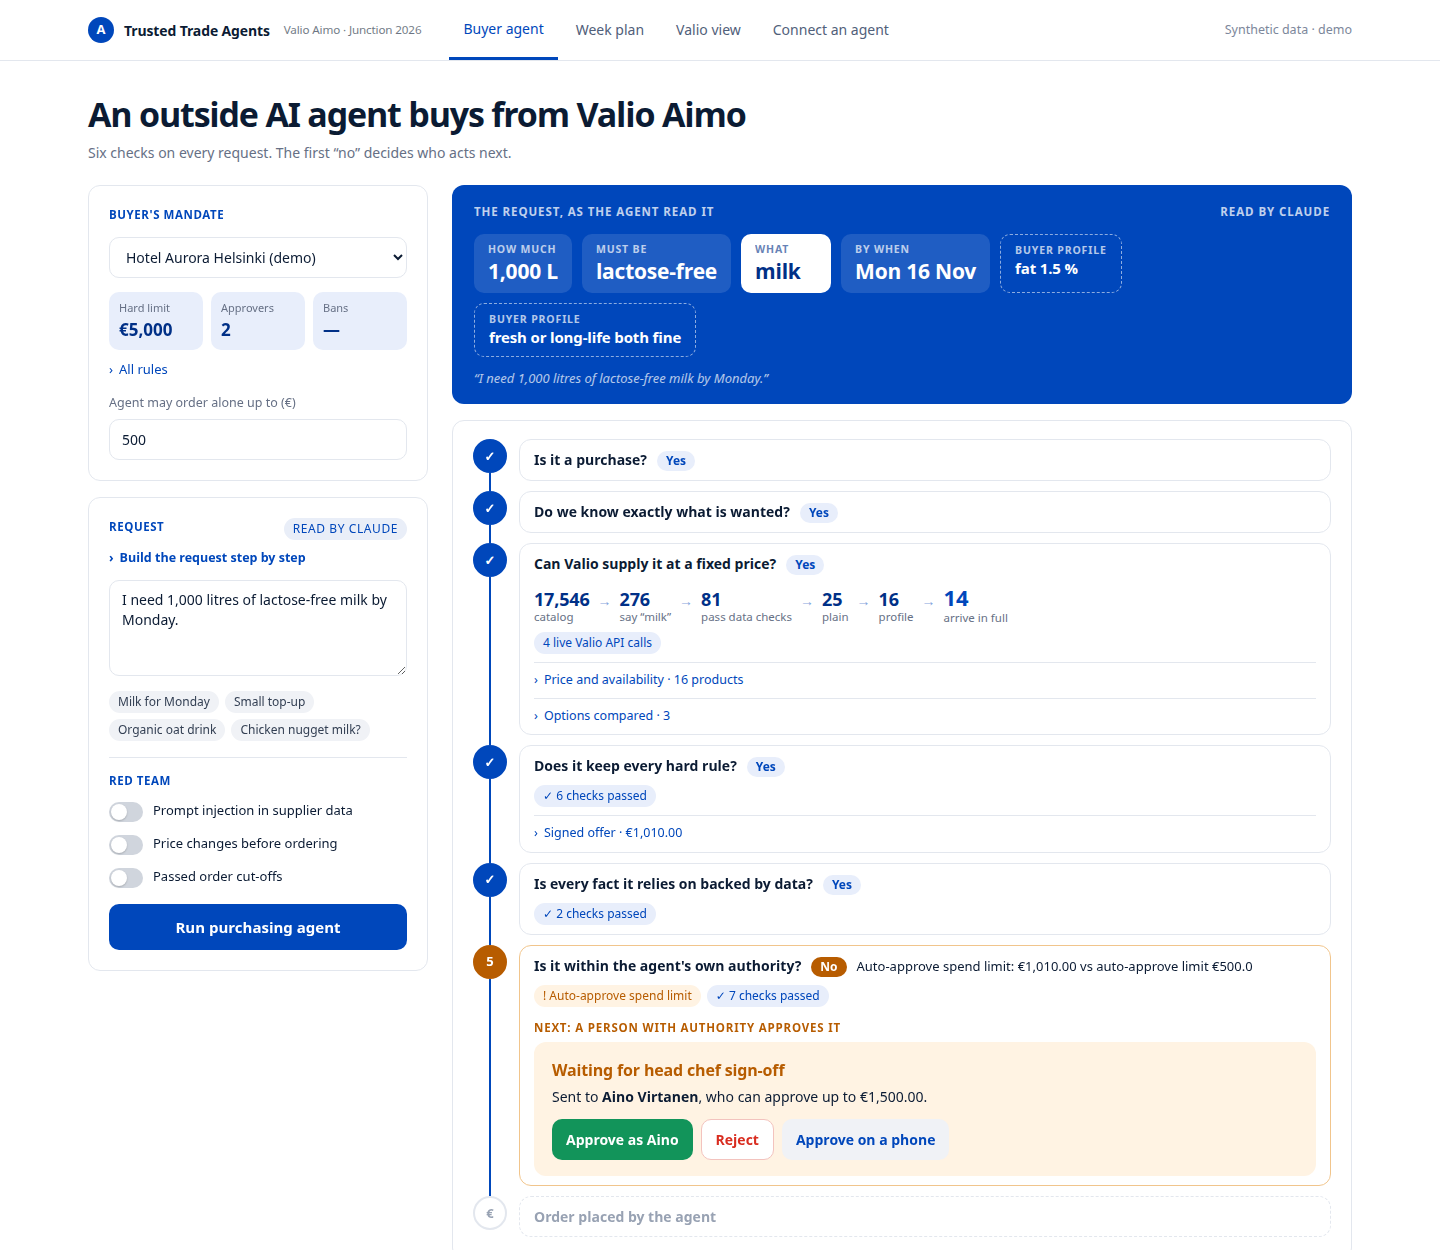 A Trusted Trade Agents Valio Aimo · Junction 2026 Buyer agent Week plan Valio view Connect an agent Synthetic data · demo
An outside AI agent buys from Valio Aimo
Six checks on every request. The first “no” decides who acts next.
BUYER'S MANDATE
Hotel Aurora Helsinki (demo)
Hard limit Approvers Bans
€5,000 2 —
› All rules
Agent may order alone up to (€)
500
REQUEST READ BY CLAUDE
› Build the request step by step
I need 1,000 litres of lactose-free milk by
Monday.
Milk for Monday Small top-up
Organic oat drink Chicken nugget milk?
RED TEAM
Prompt injection in supplier data
Price changes before ordering
Passed order cut-offs
Run purchasing agent
THE REQUEST, AS THE AGENT READ IT READ BY CLAUDE
HOW MUCH MUST BE WHAT BY WHEN BUYER PROFILE
1,000 L lactose-free milk Mon 16 Nov fat 1.5 %
BUYER PROFILE
fresh or long-life both fine
“I need 1,000 litres of lactose-free milk by Monday.”
✓ Is it a purchase? Yes
✓ Do we know exactly what is wanted? Yes
✓ Can Valio supply it at a fixed price? Yes
17,546 → 276 → 81 → 25 → 16 → 14
catalog say “milk” pass data checks plain profile arrive in full
4 live Valio API calls
› Price and availability · 16 products
› Options compared · 3
✓ Does it keep every hard rule? Yes
✓ 6 checks passed
› Signed offer · €1,010.00
✓ Is every fact it relies on backed by data? Yes
✓ 2 checks passed
5 Is it within the agent's own authority? No Auto-approve spend limit: €1,010.00 vs auto-approve limit €500.0
! Auto-approve spend limit ✓ 7 checks passed
NEXT: A PERSON WITH AUTHORITY APPROVES IT
Waiting for head chef sign-off
Sent to Aino Virtanen, who can approve up to €1,500.00.
Approve as Aino Reject Approve on a phone
€ Order placed by the agent